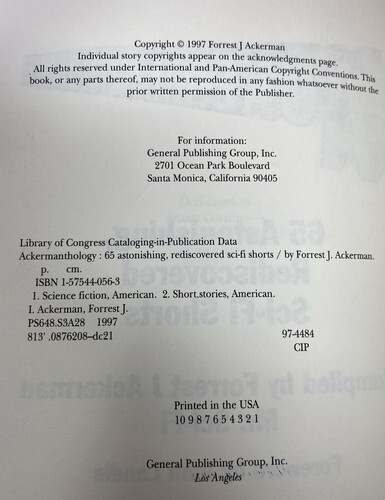 Copyright © 1997 Forrest J Ackerman
Individual story copyrights appear on the acknowledgments page.
All rights reserved under International and Pan-American Copyright Conventions. This
book, or any parts thereof, may not be reproduced in any fashion whatsoever without the
prior written permission of the Publisher.
For information:
General Publishing Group, Inc.
2701 Ocean Park Boulevard
Santa Monica, California 90405
Library of Congress Cataloging-in-Publication Data
Ackermanthology : 65 astonishing, rediscovered sci-fi shorts / by Forrest J. Ackerman.
p. cm.
ISBN 1-57544-056-3
1. Science fiction, American. 2. Short stories, American.
I. Ackerman, Forrest J.
PS648.S3A28 1997
813' .0876208–dc21 97-4484
CIP
Printed in the USA
10 9 8 7 6 5 4 3 2 1
General Publishing Group, Inc.
Los Angeles